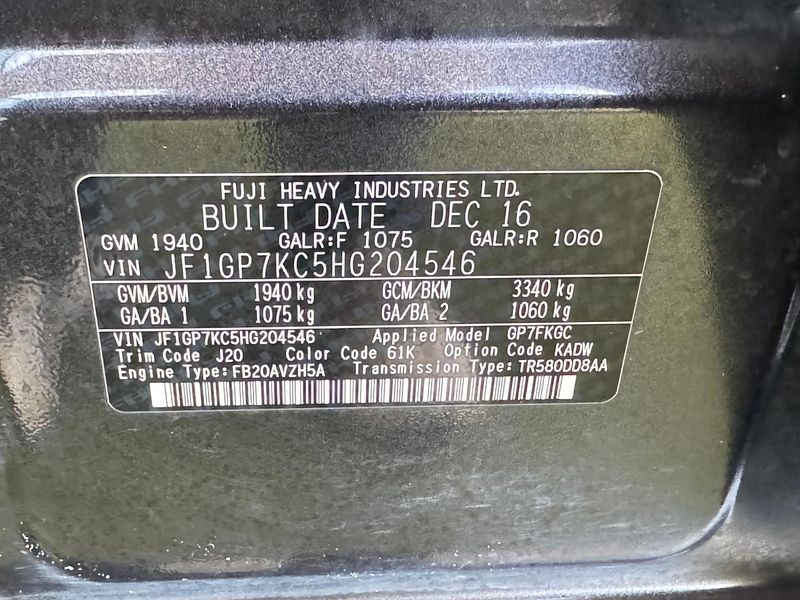 FUJI HEAVY INDUSTRIES LTD.
BUILT DATE DEC 16
GVM 1940 GALR:F 1075 GALR:R 1060
VIN JF1GP7KC5HG204546
GVM/BVM 1940 kg GCM/BKM 3340 kg
GA/BA 1 1075 kg GA/BA 2 1060 kg
VIN JF1GP7KC5HG204546 Applied Model GP7FKGC
Trim Code J20 Color Code 61K Option Code KADW
Engine Type: FB20AVZH5A Transmission Type: TR580DD8AA